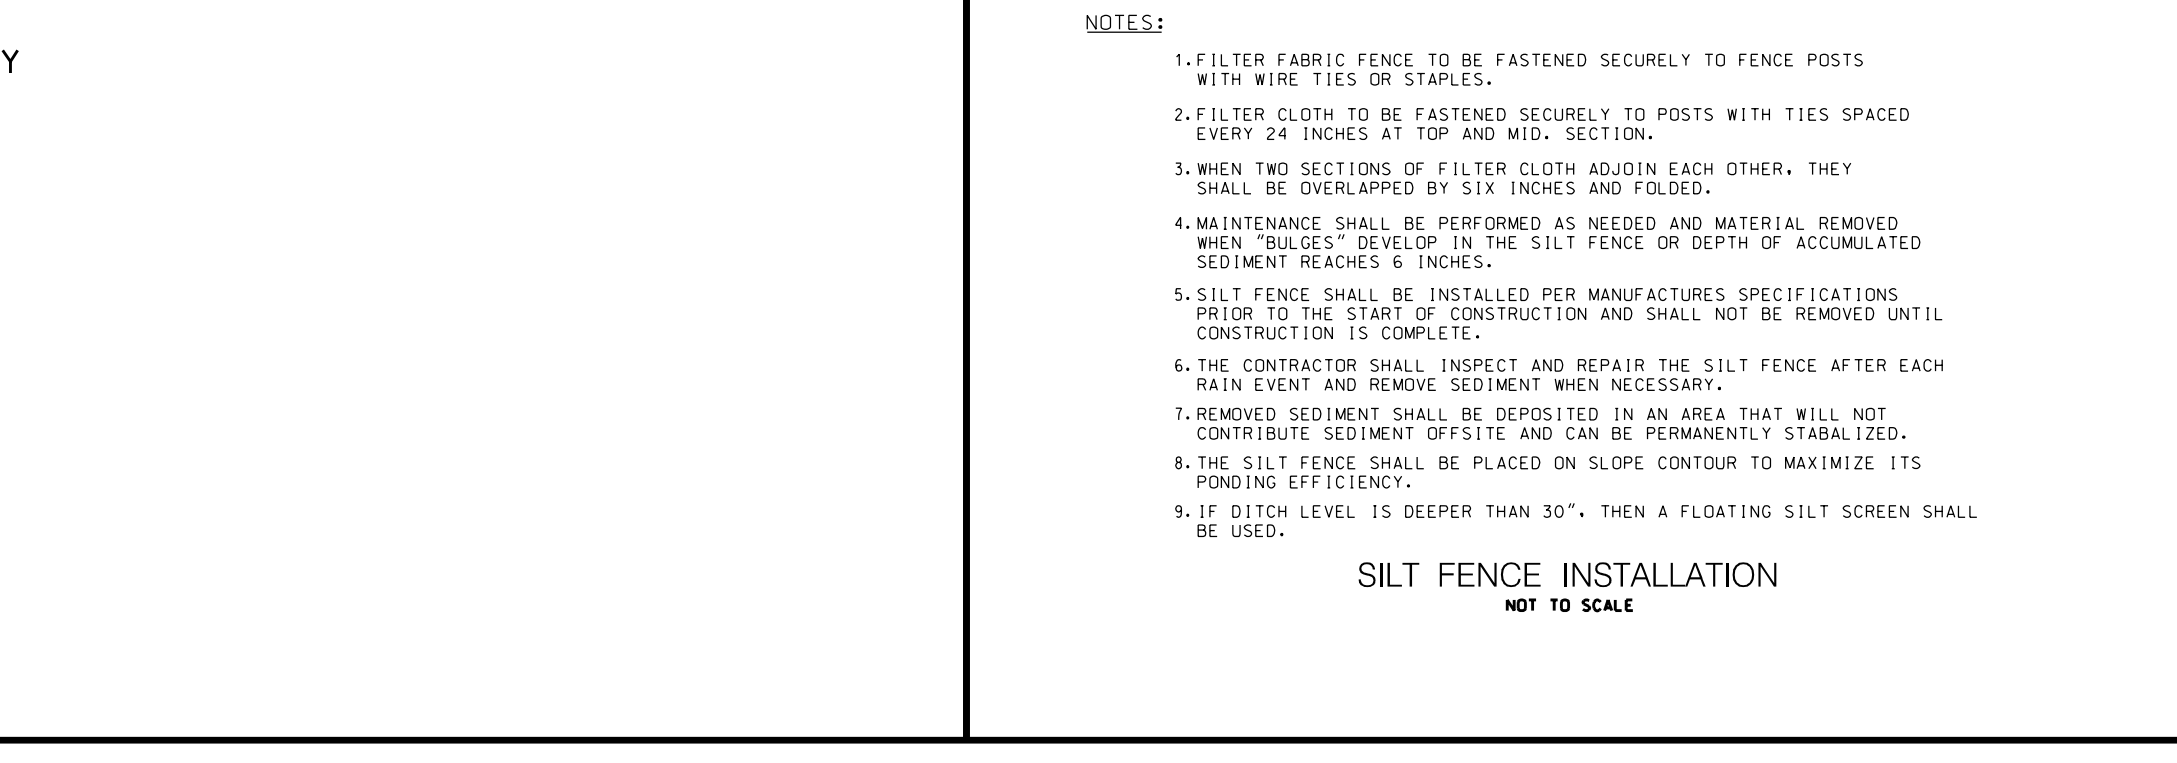 Y
NOTES:
1. FILTER FABRIC FENCE TO BE FASTENED SECURELY TO FENCE POSTS
WITH WIRE TIES OR STAPLES.
2. FILTER CLOTH TO BE FASTENED SECURELY TO POSTS WITH TIES SPACED
EVERY 24 INCHES AT TOP AND MID. SECTION.
3. WHEN TWO SECTIONS OF FILTER CLOTH ADJOIN EACH OTHER, THEY
SHALL BE OVERLAPPED BY SIX INCHES AND FOLDED.
4. MAINTENANCE SHALL BE PERFORMED AS NEEDED AND MATERIAL REMOVED
WHEN "BULGES" DEVELOP IN THE SILT FENCE OR DEPTH OF ACCUMULATED
SEDIMENT REACHES 6 INCHES.
5. SILT FENCE SHALL BE INSTALLED PER MANUFACTURES SPECIFICATIONS
PRIOR TO THE START OF CONSTRUCTION AND SHALL NOT BE REMOVED UNTIL
CONSTRUCTION IS COMPLETE.
6. THE CONTRACTOR SHALL INSPECT AND REPAIR THE SILT FENCE AFTER EACH
RAIN EVENT AND REMOVE SEDIMENT WHEN NECESSARY.
7. REMOVED SEDIMENT SHALL BE DEPOSITED IN AN AREA THAT WILL NOT
CONTRIBUTE SEDIMENT OFFSITE AND CAN BE PERMANENTLY STABALIZED.
8. THE SILT FENCE SHALL BE PLACED ON SLOPE CONTOUR TO MAXIMIZE ITS
PONDING EFFICIENCY.
9. IF DITCH LEVEL IS DEEPER THAN 30", THEN A FLOATING SILT SCREEN SHALL
BE USED.
SILT FENCE INSTALLATION
NOT TO SCALE